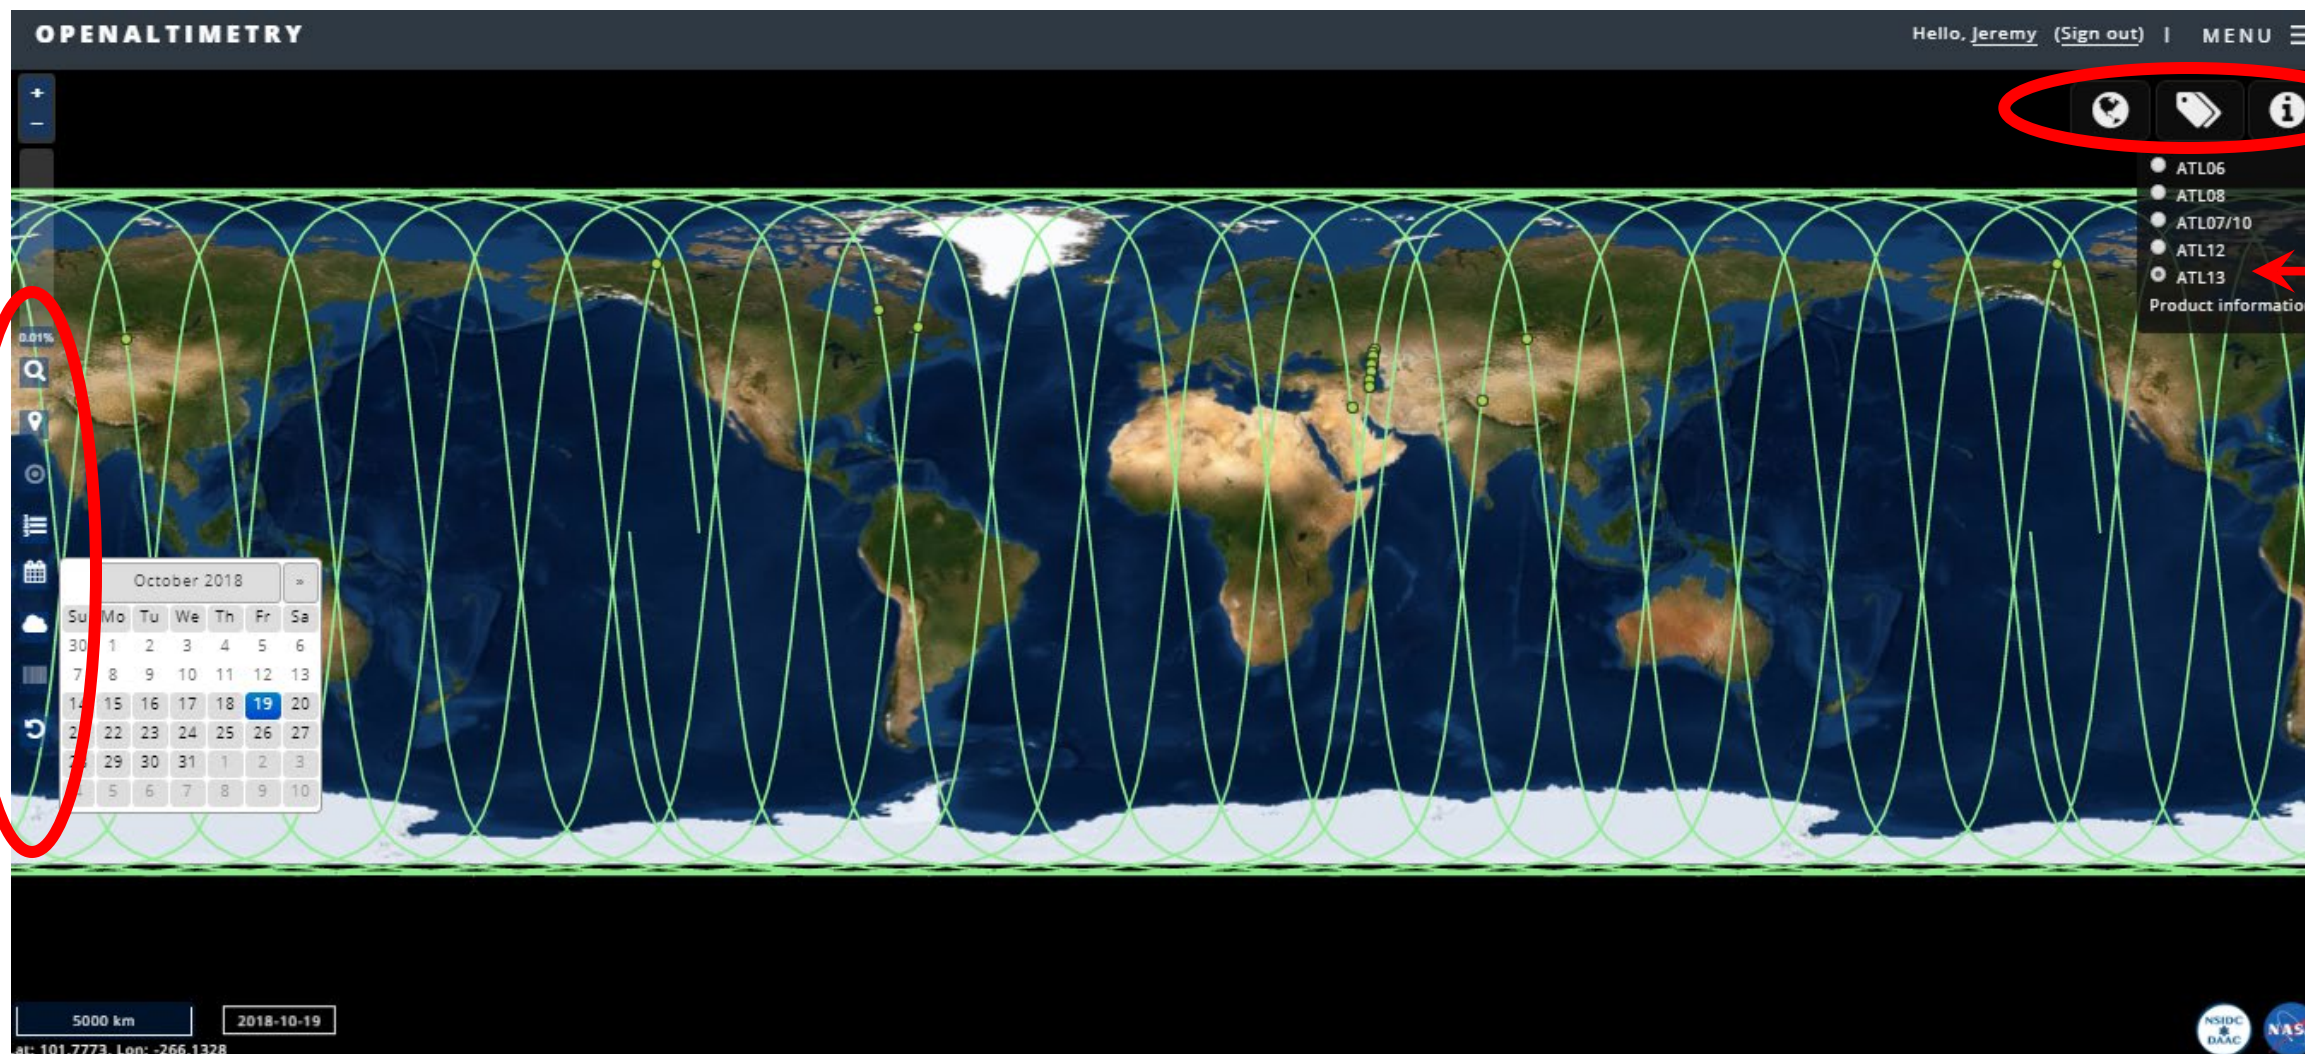 OPENALTIMETRY
Hello, Jeremy (Sign out) | MENU
+
−
ATL06
ATL08
ATL07/10
ATL12
ATL13
Product informatio
0.01%
October 2018 »
Su Mo Tu We Th Fr Sa
30 1 2 3 4 5 6
7 8 9 10 11 12 13
14 15 16 17 18 19 20
22 23 24 25 26 27
28 29 30 31 1 2 3
4 5 6 7 8 9 10
5000 km
2018-10-19
at: 101.7773, Lon: -266.1328
NSIDC
DAAC
NAS